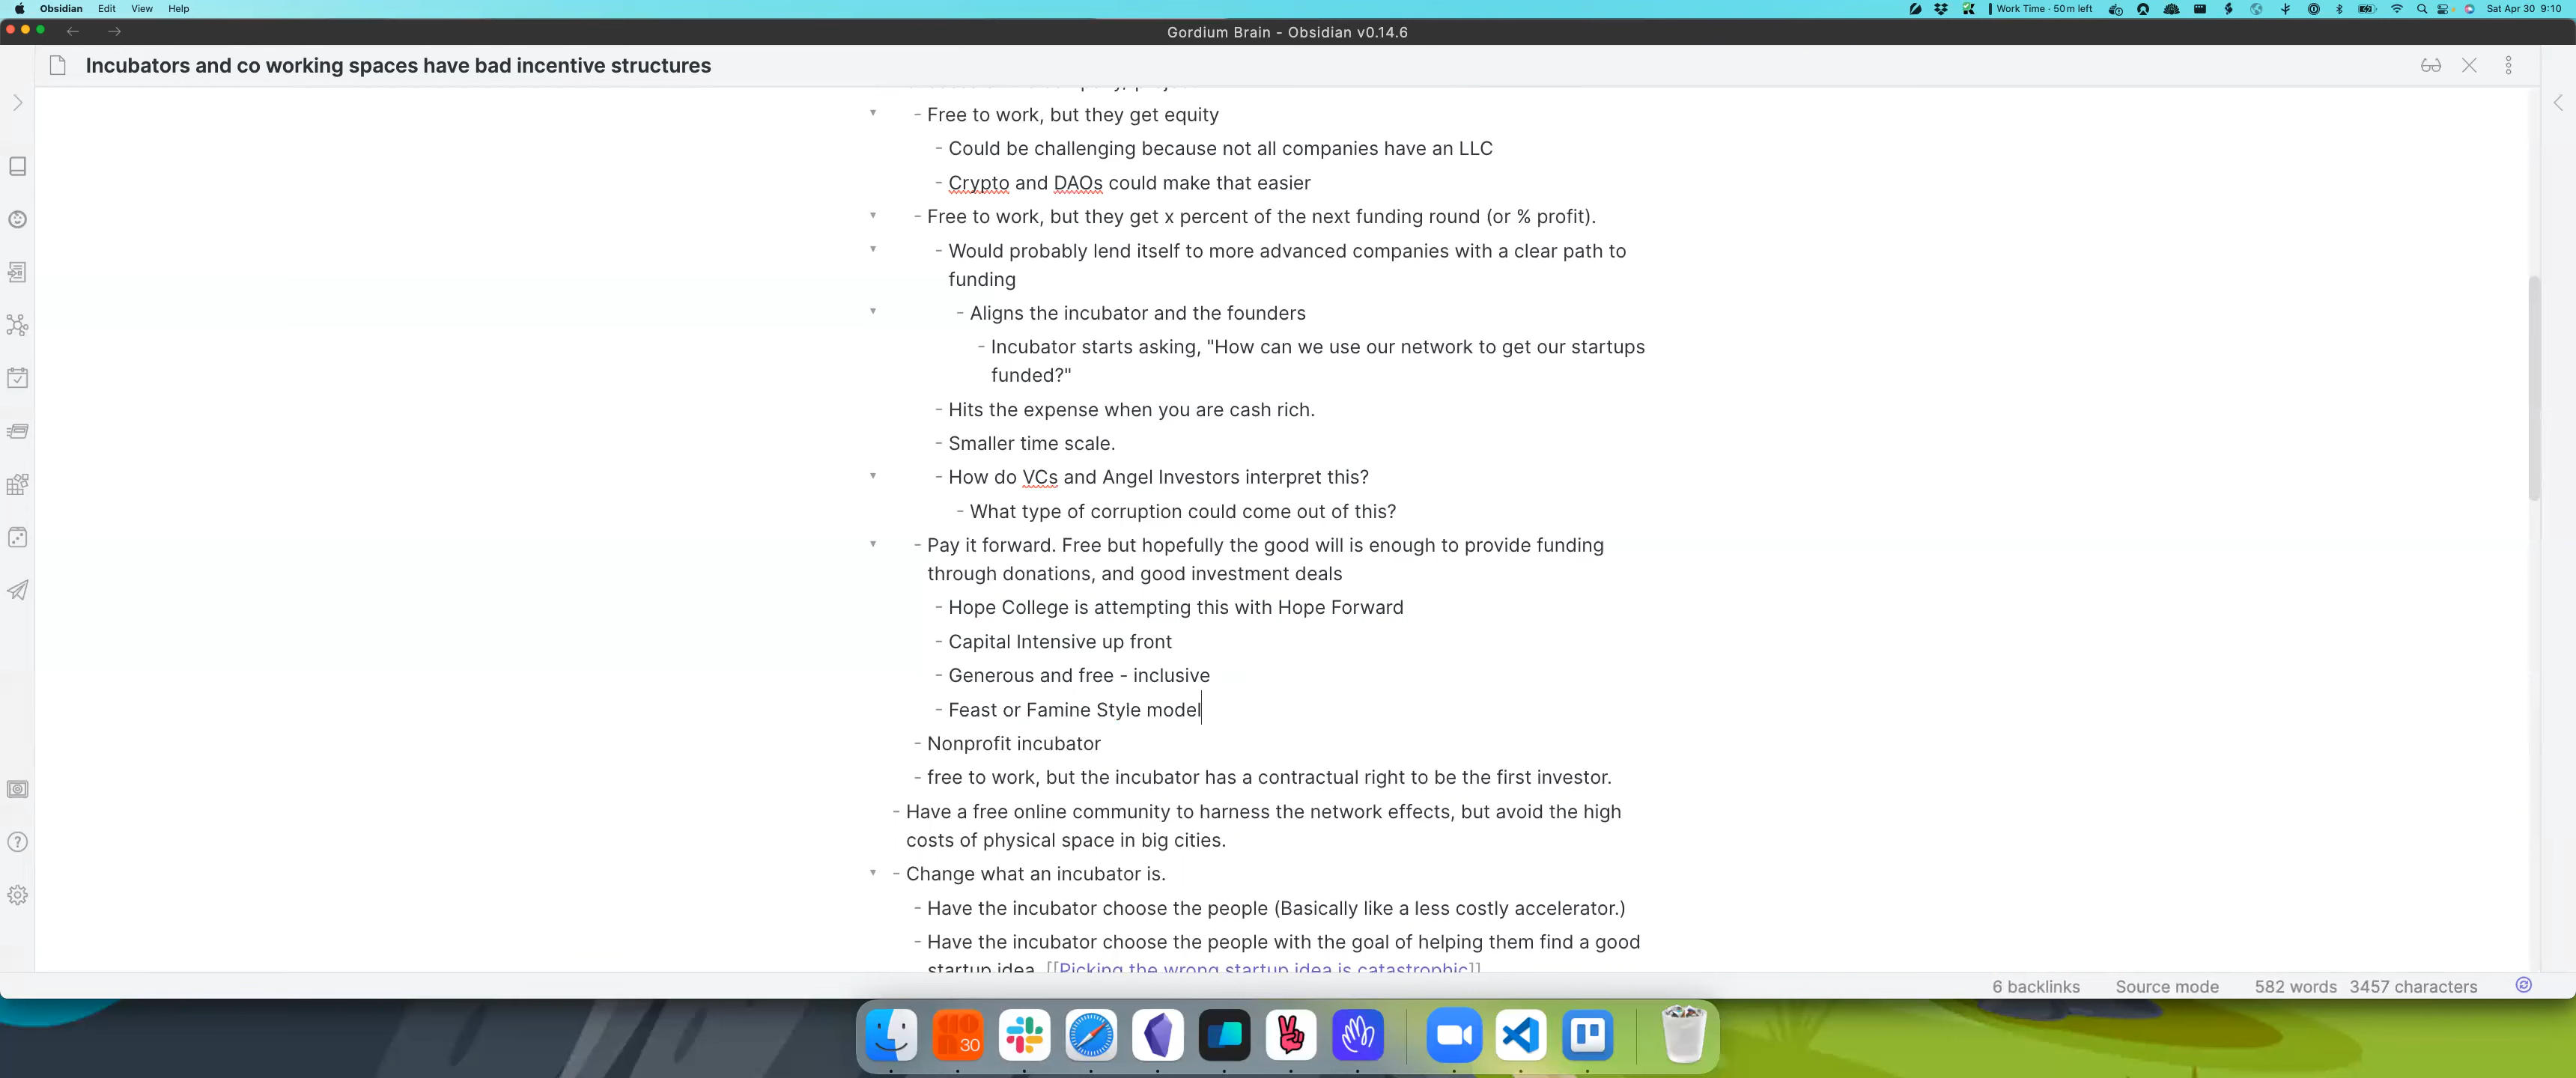 Obsidian Edit View Help Work Time · 50m left Sat Apr 30 9:10
Gordium Brain - Obsidian v0.14.6
Incubators and co working spaces have bad incentive structures
- Free to work, but they get equity
- Could be challenging because not all companies have an LLC
- Crypto and DAOs could make that easier
- Free to work, but they get x percent of the next funding round (or % profit).
- Would probably lend itself to more advanced companies with a clear path to
funding
- Aligns the incubator and the founders
- Incubator starts asking, "How can we use our network to get our startups
funded?"
- Hits the expense when you are cash rich.
- Smaller time scale.
- How do VCs and Angel Investors interpret this?
- What type of corruption could come out of this?
- Pay it forward. Free but hopefully the good will is enough to provide funding
through donations, and good investment deals
- Hope College is attempting this with Hope Forward
- Capital Intensive up front
- Generous and free - inclusive
- Feast or Famine Style model
- Nonprofit incubator
- free to work, but the incubator has a contractual right to be the first investor.
- Have a free online community to harness the network effects, but avoid the high
costs of physical space in big cities.
- Change what an incubator is.
- Have the incubator choose the people (Basically like a less costly accelerator.)
- Have the incubator choose the people with the goal of helping them find a good
startup idea. [[Picking the wrong startup idea is catastrophic]]
6 backlinks Source mode 582 words 3457 characters
30